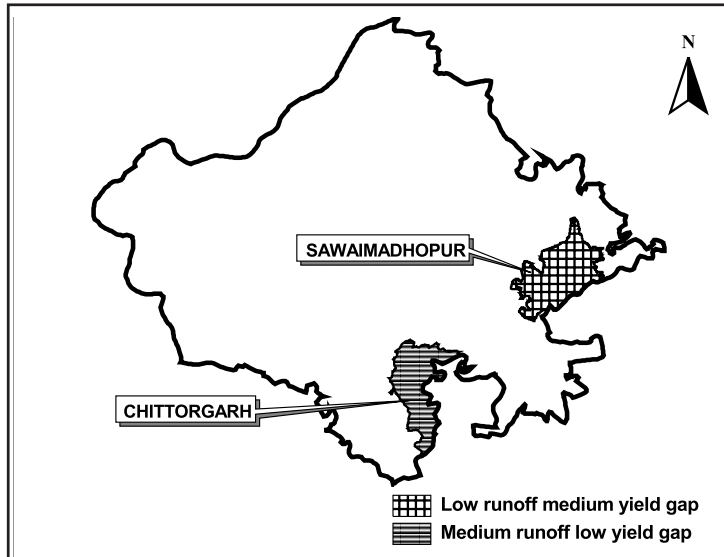 N
SAWAIMADHOPUR
CHITTORGARH
Low runoff medium yield gap
Medium runoff low yield gap